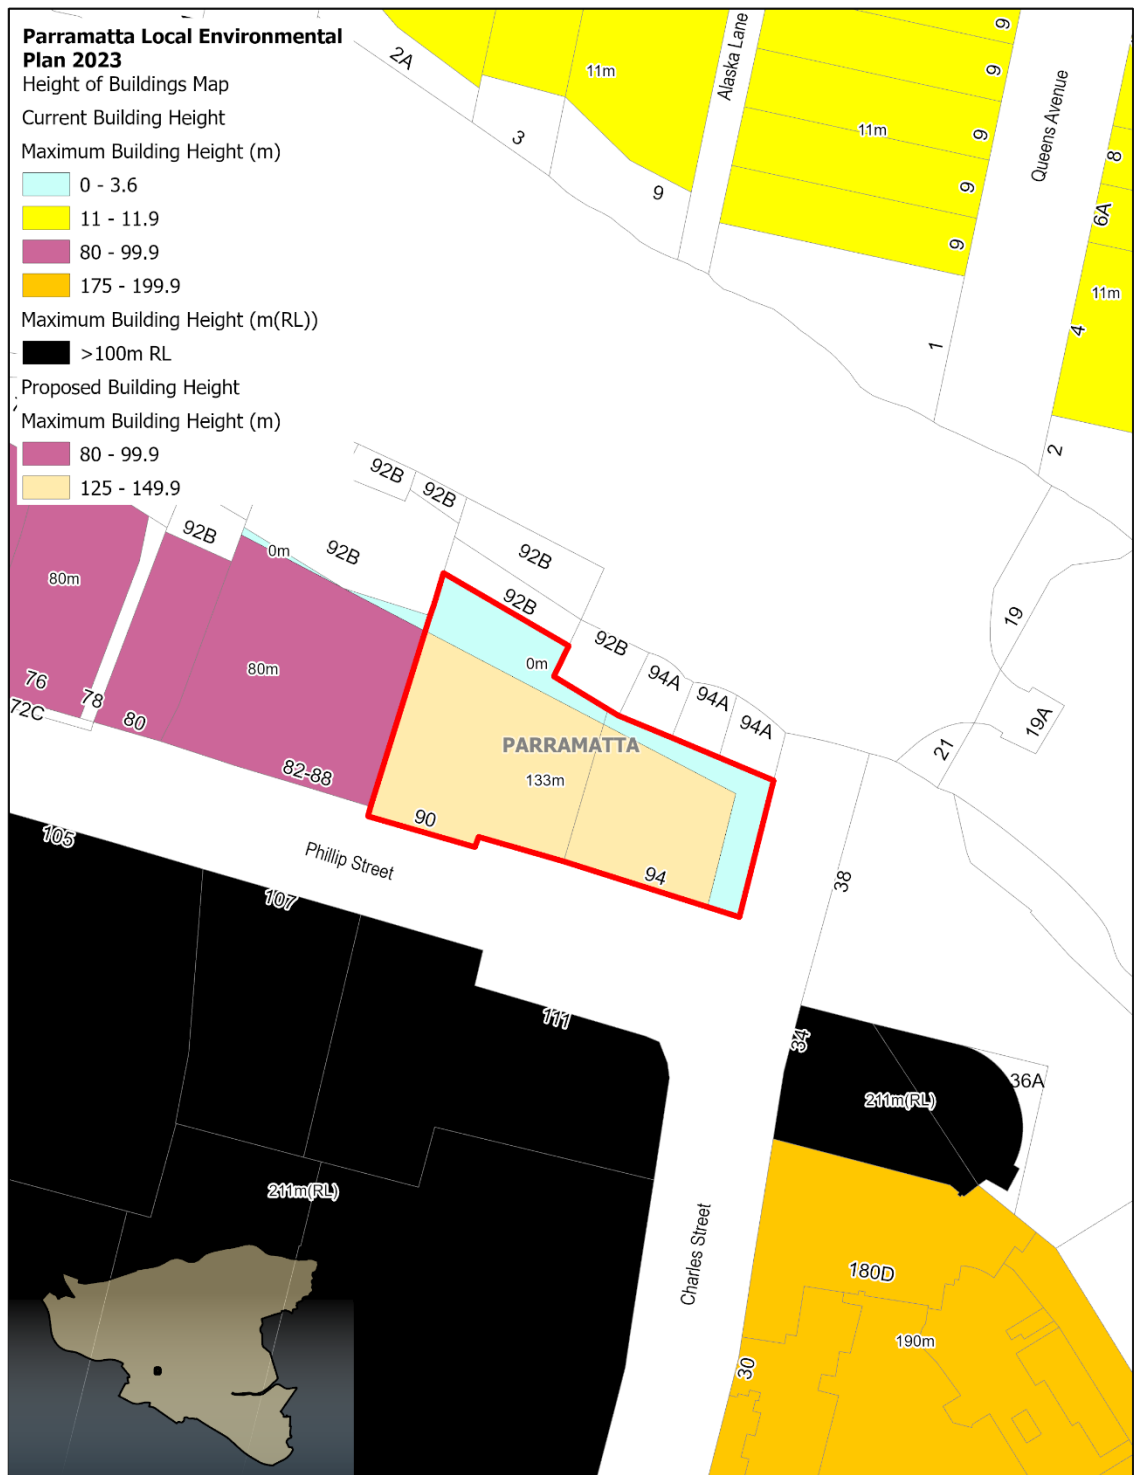 Parramatta Local Environmental
Plan 2023
Height of Buildings Map
Current Building Height
Maximum Building Height (m)
0 - 3.6
11 - 11.9
80 - 99.9
175 - 199.9
Maximum Building Height (m(RL))
>100m RL
Proposed Building Height
Maximum Building Height (m)
80 - 99.9
125 - 149.9
2A
3
9
11m
Alaska Lane
11m
9
9
9
9
9
Queens Avenue
8
6A
11m
4
1
2
92B
92B
92B
92B
92B
92B
92B
94A
94A
94A
0m
0m
80m
80m
76
78
80
72C
82-88
PARRAMATTA
133m
90
94
19
19A
21
38
Phillip Street
105
107
111
34
36A
211m(RL)
211m(RL)
Charles Street
180D
190m
30